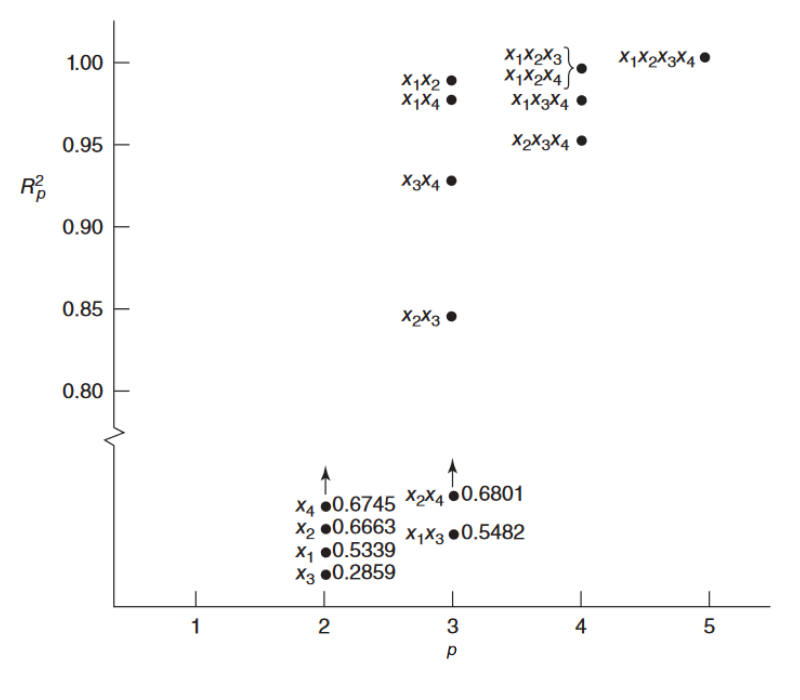 1.00
0.95
0.90
0.85
0.80
R²ₚ
x₁x₂
x₁x₄
x₃x₄
x₂x₃
x₁x₂x₃
x₁x₂x₄
x₁x₃x₄
x₂x₃x₄
x₁x₂x₃x₄
x₄ 0.6745
x₂ 0.6663
x₁ 0.5339
x₃ 0.2859
x₂x₄ 0.6801
x₁x₃ 0.5482
1 2 3 4 5
p